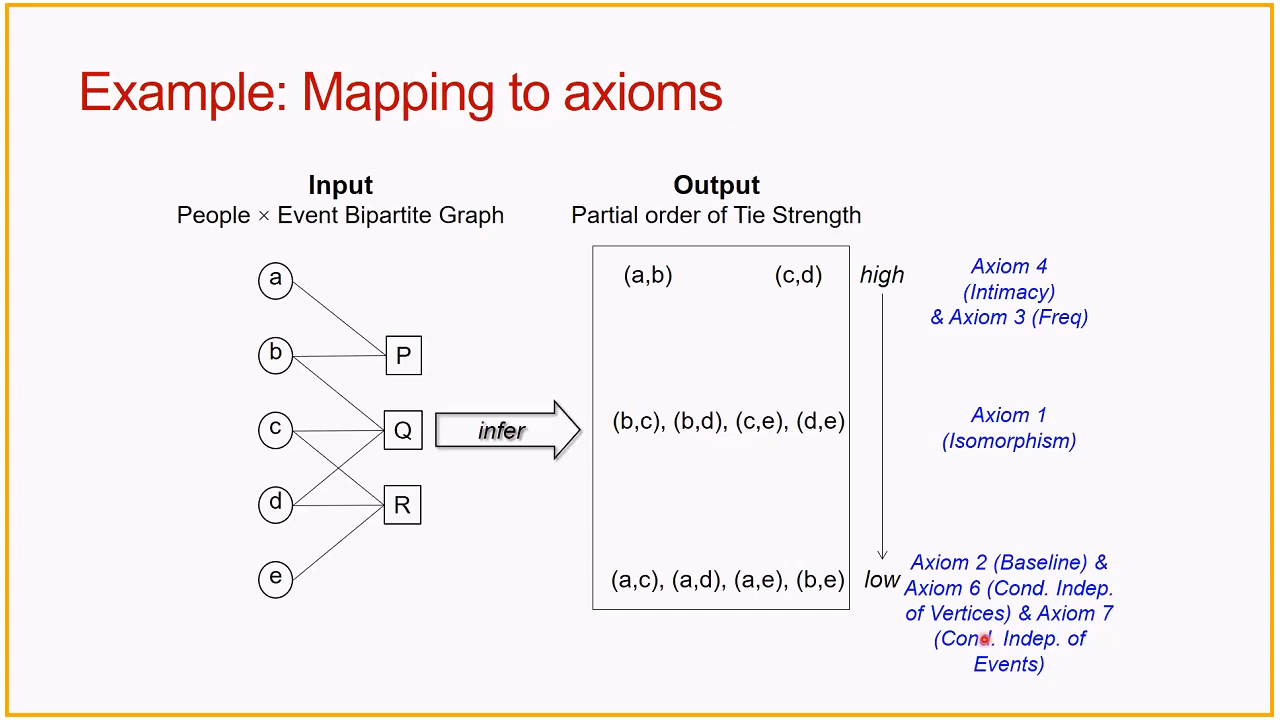 Example: Mapping to axioms
Input
People × Event Bipartite Graph
a
b
c
d
e
P
Q
R
infer
Output
Partial order of Tie Strength
(a,b) (c,d)
(b,c), (b,d), (c,e), (d,e)
(a,c), (a,d), (a,e), (b,e)
high
low
Axiom 4
(Intimacy)
& Axiom 3 (Freq)
Axiom 1
(Isomorphism)
Axiom 2 (Baseline) &
Axiom 6 (Cond. Indep.
of Vertices) & Axiom 7
(Cond. Indep. of
Events)